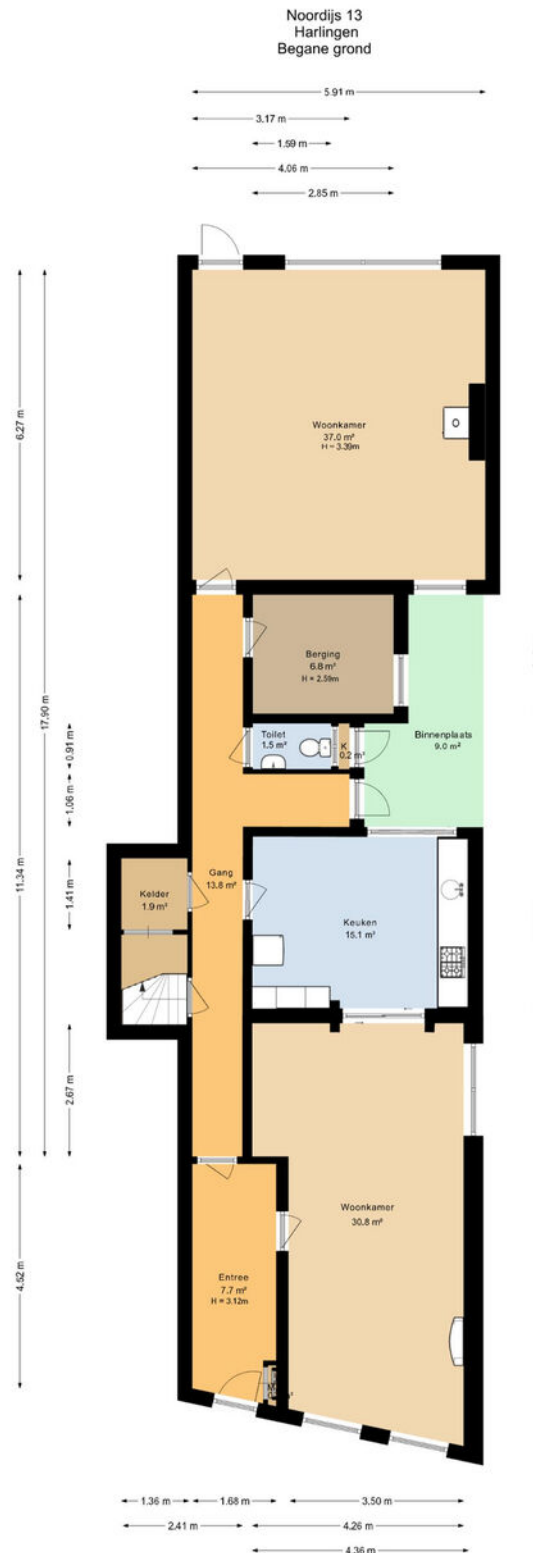 Noordijs 13
Harlingen
Begane grond
5.91 m
3.17 m
1.59 m
4.06 m
2.85 m
6.27 m
17.90 m
11.34 m
0.91 m
1.06 m
1.41 m
2.67 m
4.52 m
Woonkamer
37.0 m²
H = 3.39m
Berging
6.8 m²
H = 2.59m
Toilet
1.5 m²
K
0.2 m²
Binnenplaats
9.0 m²
Gang
13.8 m²
Kelder
1.9 m²
Keuken
15.1 m²
Woonkamer
30.8 m²
Entree
7.7 m²
H = 3.12m
1.36 m
1.68 m
3.50 m
2.41 m
4.26 m
4.36 m